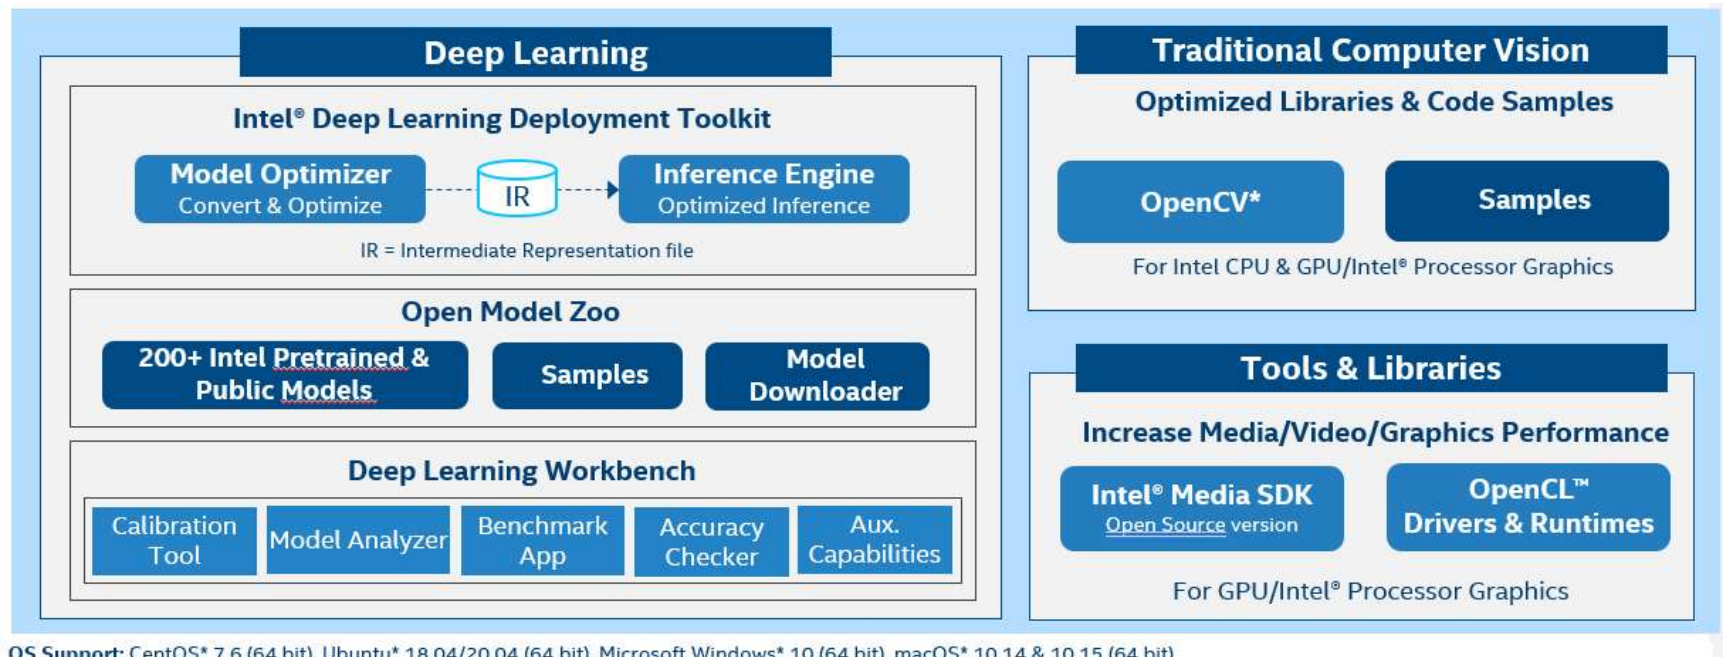 Deep Learning
Intel® Deep Learning Deployment Toolkit
Model Optimizer
Convert & Optimize
IR
Inference Engine
Optimized Inference
IR = Intermediate Representation file
Open Model Zoo
200+ Intel Pretrained &
Public Models
Samples
Model
Downloader
Deep Learning Workbench
Calibration
Tool
Model Analyzer
Benchmark
App
Accuracy
Checker
Aux.
Capabilities
Traditional Computer Vision
Optimized Libraries & Code Samples
OpenCV*
Samples
For Intel CPU & GPU/Intel® Processor Graphics
Tools & Libraries
Increase Media/Video/Graphics Performance
Intel® Media SDK
Open Source version
OpenCL™
Drivers & Runtimes
For GPU/Intel® Processor Graphics
OS Support: CentOS* 7.6 (64 bit), Ubuntu* 18.04/20.04 (64 bit), Microsoft Windows* 10 (64 bit), macOS* 10.14 & 10.15 (64 bit)